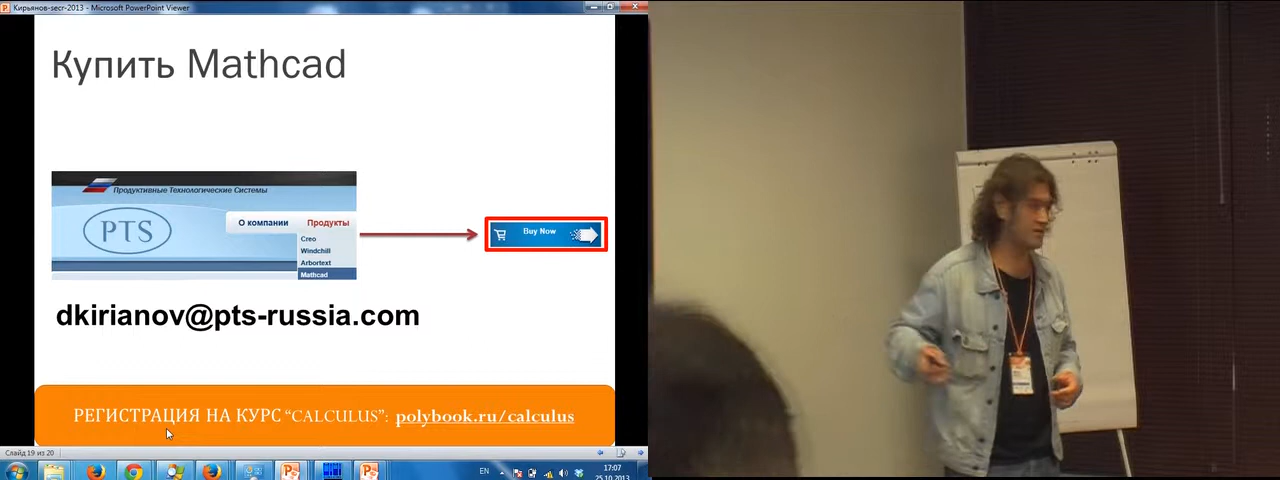 Кирьянов-secr-2013 - Microsoft PowerPoint Viewer
Купить Mathcad
Продуктивные Технологические Системы
PTS
О компании
Продукты
Creo
Windchill
Arbortext
Mathcad
Buy Now
dkirianov@pts-russia.com
РЕГИСТРАЦИЯ НА КУРС “CALCULUS”: polybook.ru/calculus
Слайд 19 из 20
EN
17:07
25.10.2013